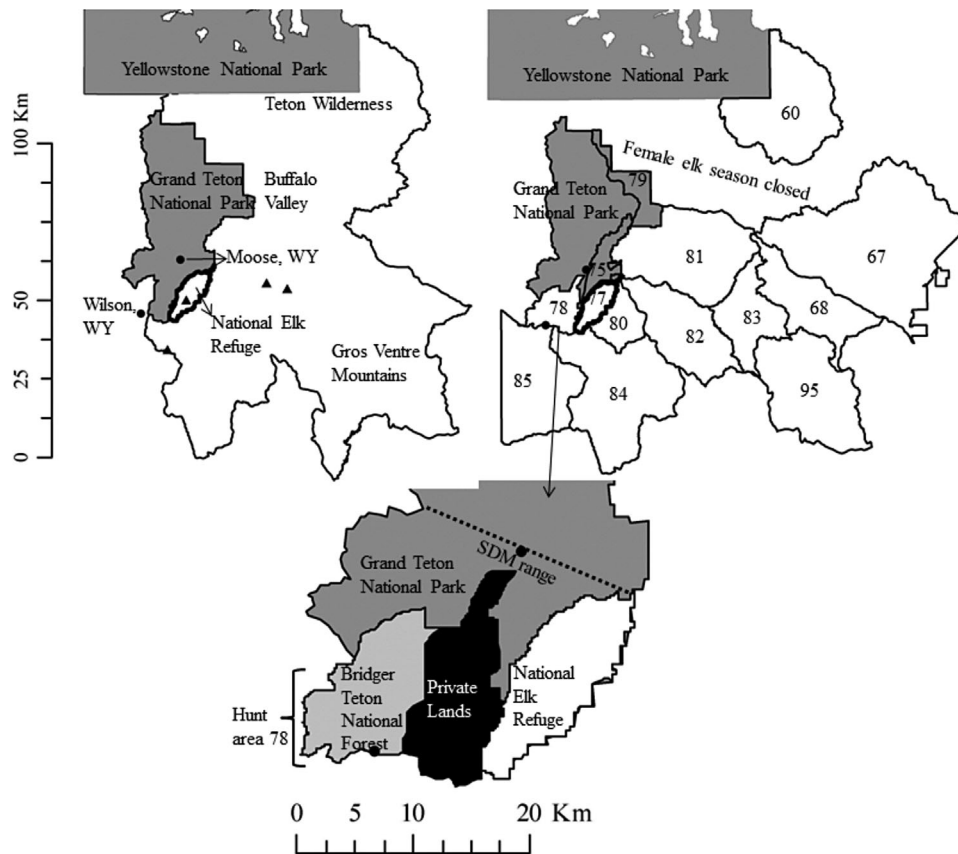 Yellowstone National Park
Teton Wilderness
Grand Teton
National Park
Buffalo
Valley
Moose, WY
Wilson,
WY
National Elk
Refuge
Gros Ventre
Mountains
100 Km
50
25
0
Yellowstone National Park
60
Female elk season closed
79
Grand Teton
National Park
81
67
75
77
78
80
82
83
68
85
84
95
Grand Teton
National Park
SDM range
Bridger
Teton
National
Forest
Private
Lands
National
Elk
Refuge
Hunt
area 78
0 5 10 20 Km